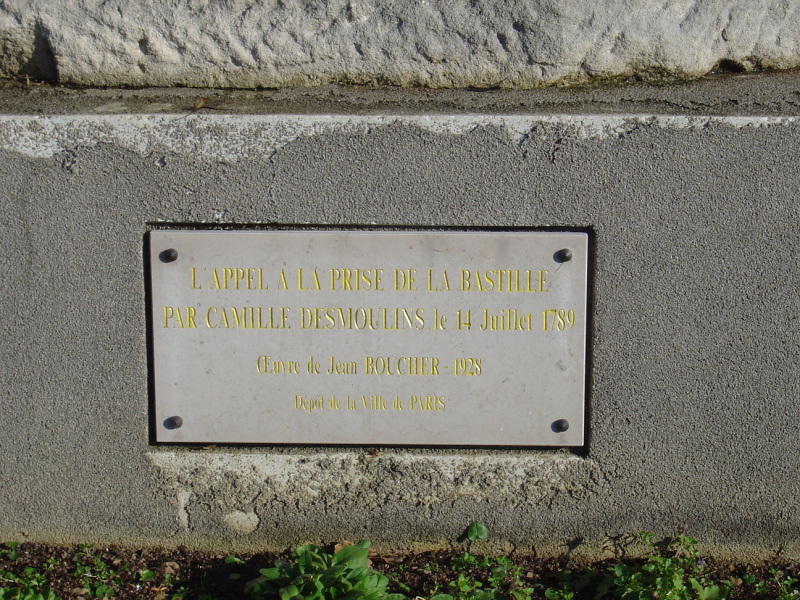 L'APPEL A LA PRISE DE LA BASTILLE
PAR CAMILLE DESMOULINS le 14 Juillet 1789
Œuvre de Jean BOUCHER - 1928
Dépot de la Ville de PARIS